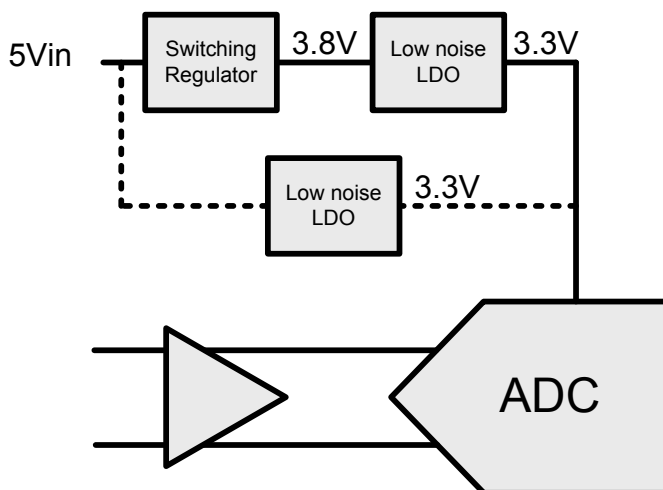 5Vin
Switching
Regulator
3.8V
Low noise
LDO
3.3V
Low noise
LDO
3.3V
ADC